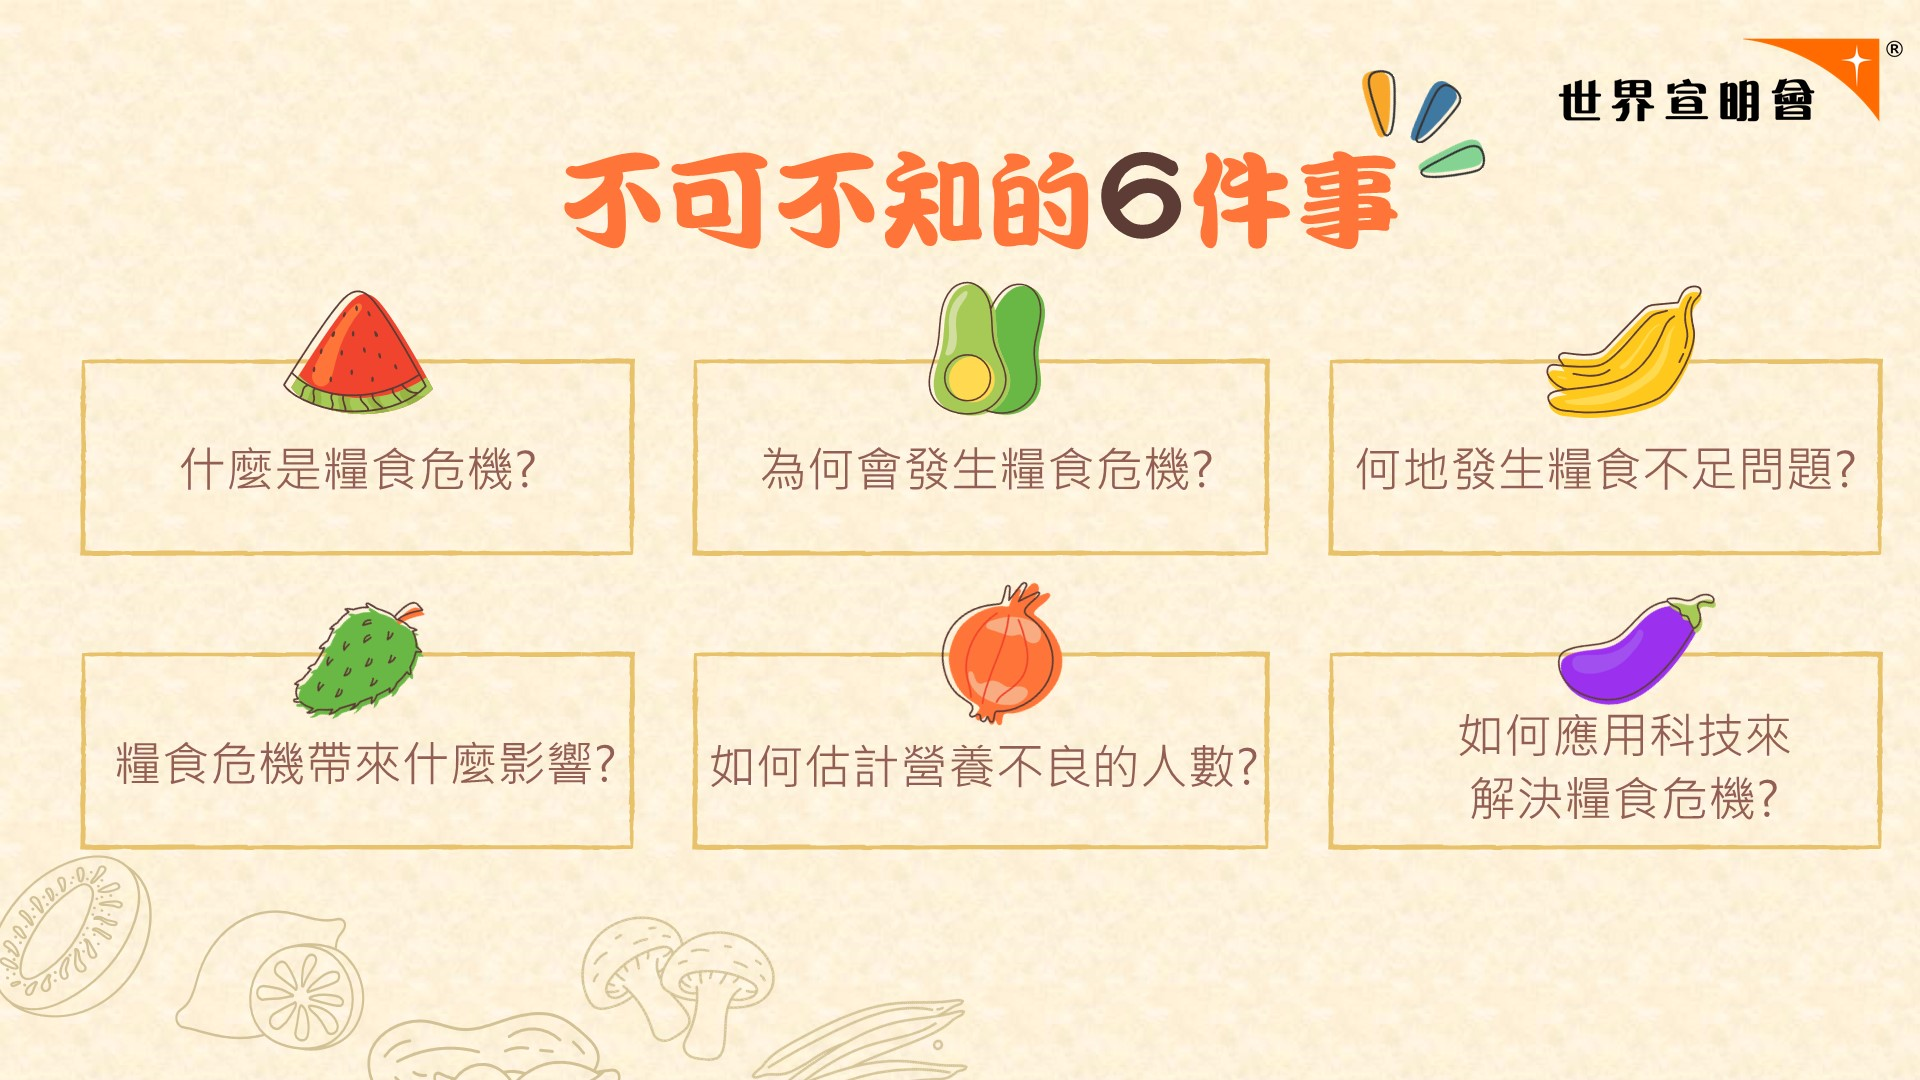 世界宣明會®
不可不知的6件事
什麼是糧食危機?
為何會發生糧食危機?
何地發生糧食不足問題?
糧食危機帶來什麼影響?
如何估計營養不良的人數?
如何應用科技來
解決糧食危機?